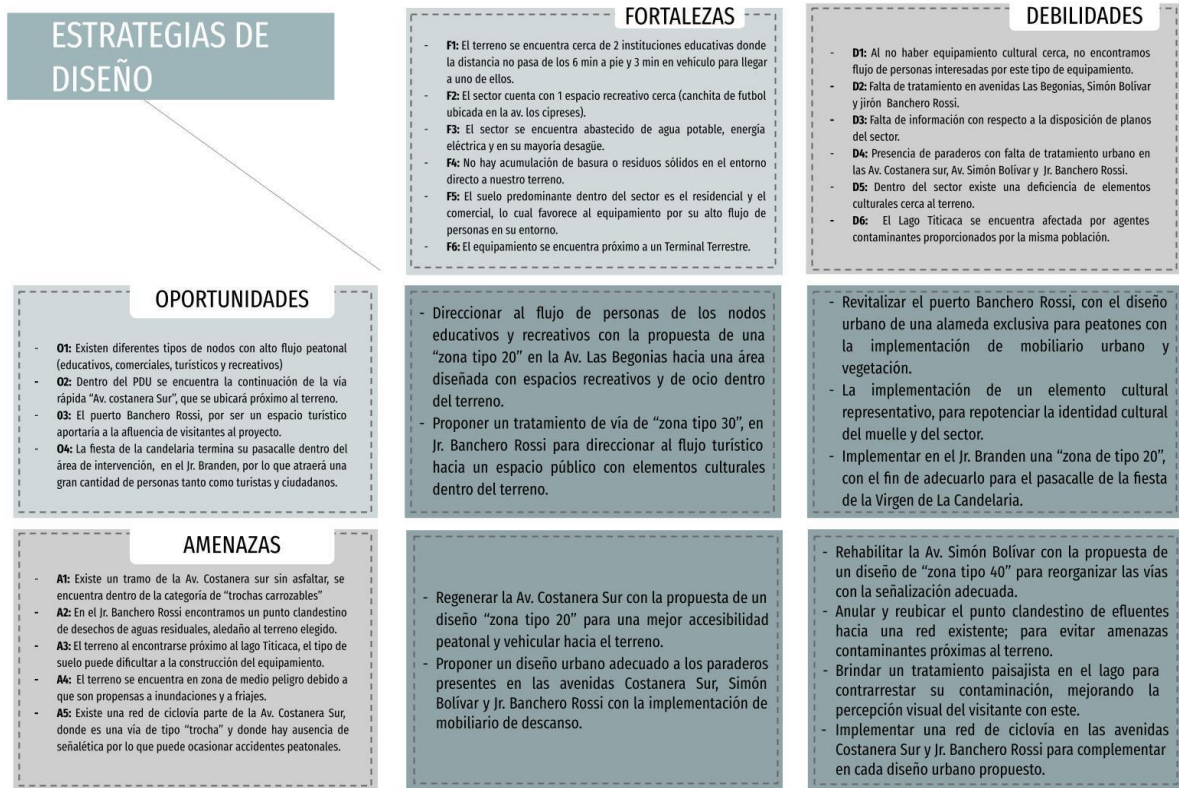 ESTRATEGIAS DE
DISEÑO
FORTALEZAS
- F1: El terreno se encuentra cerca de 2 instituciones educativas donde
la distancia no pasa de los 6 min a pie y 3 min en vehículo para llegar
a uno de ellos.
- F2: El sector cuenta con 1 espacio recreativo cerca (canchita de futbol
ubicada en la av. los cipreses).
- F3: El sector se encuentra abastecido de agua potable, energía
eléctrica y en su mayoría desagüe.
- F4: No hay acumulación de basura o residuos sólidos en el entorno
directo a nuestro terreno.
- F5: El suelo predominante dentro del sector es el residencial y el
comercial, lo cual favorece al equipamiento por su alto flujo de
personas en su entorno.
- F6: El equipamiento se encuentra próximo a un Terminal Terrestre.
DEBILIDADES
- D1: Al no haber equipamiento cultural cerca, no encontramos
flujo de personas interesadas por este tipo de equipamiento.
- D2: Falta de tratamiento en avenidas Las Begonias, Simón Bolívar
y jirón Banchero Rossi.
- D3: Falta de información con respecto a la disposición de planos
del sector.
- D4: Presencia de paraderos con falta de tratamiento urbano en
las Av. Costanera sur, Av. Simón Bolívar y Jr. Banchero Rossi.
- D5: Dentro del sector existe una deficiencia de elementos
culturales cerca al terreno.
- D6: El Lago Titicaca se encuentra afectada por agentes
contaminantes proporcionados por la misma población.
OPORTUNIDADES
- O1: Existen diferentes tipos de nodos con alto flujo peatonal
(educativos, comerciales, turísticos y recreativos)
- O2: Dentro del PDU se encuentra la continuación de la vía
rápida "Av. costanera Sur", que se ubicará próximo al terreno.
- O3: El puerto Banchero Rossi, por ser un espacio turístico
aportaría a la afluencia de visitantes al proyecto.
- O4: La fiesta de la candelaria termina su pasacalle dentro del
área de intervención, en el Jr. Branden, por lo que atraerá una
gran cantidad de personas tanto como turistas y ciudadanos.
- Direccionar al flujo de personas de los nodos
educativos y recreativos con la propuesta de una
"zona tipo 20" en la Av. Las Begonias hacia una área
diseñada con espacios recreativos y de ocio dentro
del terreno.
- Proponer un tratamiento de vía de "zona tipo 30", en
Jr. Banchero Rossi para direccionar al flujo turístico
hacia un espacio público con elementos culturales
dentro del terreno.
- Revitalizar el puerto Banchero Rossi, con el diseño
urbano de una alameda exclusiva para peatones con
la implementación de mobiliario urbano y
vegetación.
- La implementación de un elemento cultural
representativo, para repotenciar la identidad cultural
del muelle y del sector.
- Implementar en el Jr. Branden una "zona de tipo 20",
con el fin de adecuarlo para el pasacalle de la fiesta
de la Virgen de La Candelaria.
AMENAZAS
- A1: Existe un tramo de la Av. Costanera sur sin asfaltar, se
encuentra dentro de la categoría de "trochas carrozables"
- A2: En el Jr. Banchero Rossi encontramos un punto clandestino
de desechos de aguas residuales, aledaño al terreno elegido.
- A3: El terreno al encontrarse próximo al lago Titicaca, el tipo de
suelo puede dificultar a la construcción del equipamiento.
- A4: El terreno se encuentra en zona de medio peligro debido a
que son propensas a inundaciones y a friajes.
- A5: Existe una red de ciclovía parte de la Av. Costanera Sur,
donde es una vía de tipo "trocha" y donde hay ausencia de
señalética por lo que puede ocasionar accidentes peatonales.
- Regenerar la Av. Costanera Sur con la propuesta de un
diseño "zona tipo 20" para una mejor accesibilidad
peatonal y vehicular hacia el terreno.
- Proponer un diseño urbano adecuado a los paraderos
presentes en las avenidas Costanera Sur, Simón
Bolívar y Jr. Banchero Rossi con la implementación de
mobiliario de descanso.
- Rehabilitar la Av. Simón Bolívar con la propuesta de
un diseño de "zona tipo 40" para reorganizar las vías
con la señalización adecuada.
- Anular y reubicar el punto clandestino de efluentes
hacia una red existente; para evitar amenazas
contaminantes próximas al terreno.
- Brindar un tratamiento paisajista en el lago para
contrarrestar su contaminación, mejorando la
percepción visual del visitante con este.
- Implementar una red de ciclovía en las avenidas
Costanera Sur y Jr. Banchero Rossi para complementar
en cada diseño urbano propuesto.